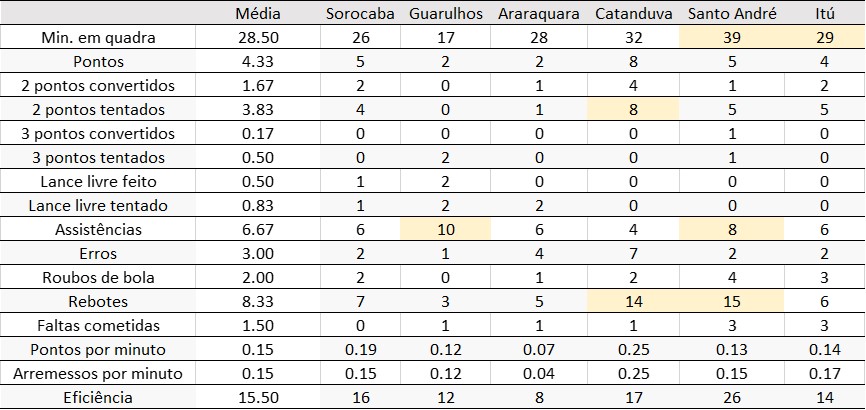 Média Sorocaba Guarulhos Araraquara Catanduva Santo André Itú
Min. em quadra 28.50 26 17 28 32 39 29
Pontos 4.33 5 2 2 8 5 4
2 pontos convertidos 1.67 2 0 1 4 1 2
2 pontos tentados 3.83 4 0 1 8 5 5
3 pontos convertidos 0.17 0 0 0 0 1 0
3 pontos tentados 0.50 0 2 0 0 1 0
Lance livre feito 0.50 1 2 0 0 0 0
Lance livre tentado 0.83 1 2 2 0 0 0
Assistências 6.67 6 10 6 4 8 6
Erros 3.00 2 1 4 7 2 2
Roubos de bola 2.00 2 0 1 2 4 3
Rebotes 8.33 7 3 5 14 15 6
Faltas cometidas 1.50 0 1 1 1 3 3
Pontos por minuto 0.15 0.19 0.12 0.07 0.25 0.13 0.14
Arremessos por minuto 0.15 0.15 0.12 0.04 0.25 0.15 0.17
Eficiência 15.50 16 12 8 17 26 14